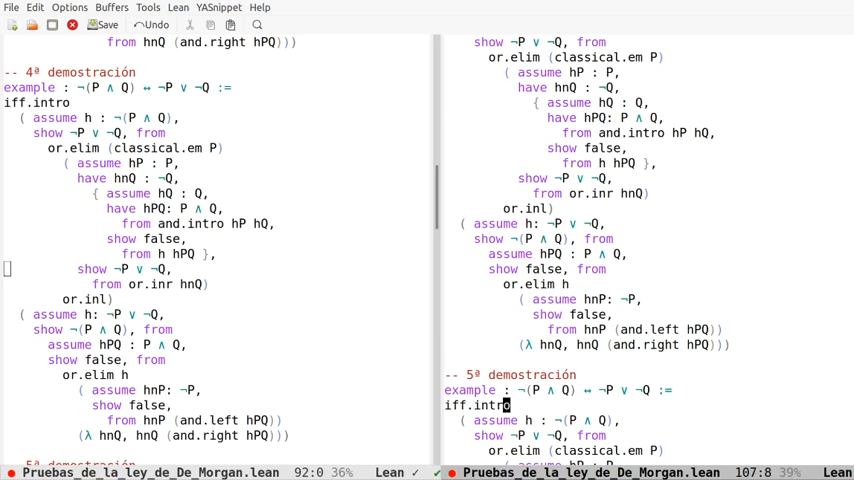 File Edit Options Buffers Tools Lean YASnippet Help
Save Undo
from hnQ (and.right hPQ)))
-- 4ª demostración
example : ¬(P ∧ Q) ↔ ¬P ∨ ¬Q :=
iff.intro
( assume h : ¬(P ∧ Q),
show ¬P ∨ ¬Q, from
or.elim (classical.em P)
( assume hP : P,
have hnQ : ¬Q,
{ assume hQ : Q,
have hPQ: P ∧ Q,
from and.intro hP hQ,
show false,
from h hPQ },
show ¬P ∨ ¬Q,
from or.inr hnQ)
or.inl)
( assume h: ¬P ∨ ¬Q,
show ¬(P ∧ Q), from
assume hPQ : P ∧ Q,
show false, from
or.elim h
( assume hnP: ¬P,
show false,
from hnP (and.left hPQ))
(λ hnQ, hnQ (and.right hPQ)))
-- 5ª demostración
Pruebas_de_la_ley_de_De_Morgan.lean 92:0 36% Lean ✓
show ¬P ∨ ¬Q, from
or.elim (classical.em P)
( assume hP : P,
have hnQ : ¬Q,
{ assume hQ : Q,
have hPQ: P ∧ Q,
from and.intro hP hQ,
show false,
from h hPQ },
show ¬P ∨ ¬Q,
from or.inr hnQ)
or.inl)
( assume h: ¬P ∨ ¬Q,
show ¬(P ∧ Q), from
assume hPQ : P ∧ Q,
show false, from
or.elim h
( assume hnP: ¬P,
show false,
from hnP (and.left hPQ))
(λ hnQ, hnQ (and.right hPQ)))
-- 5ª demostración
example : ¬(P ∧ Q) ↔ ¬P ∨ ¬Q :=
iff.intro
( assume h : ¬(P ∧ Q),
show ¬P ∨ ¬Q, from
or.elim (classical.em P)
( assume hP : P,
✓ Pruebas_de_la_ley_de_De_Morgan.lean 107:8 39% Lean